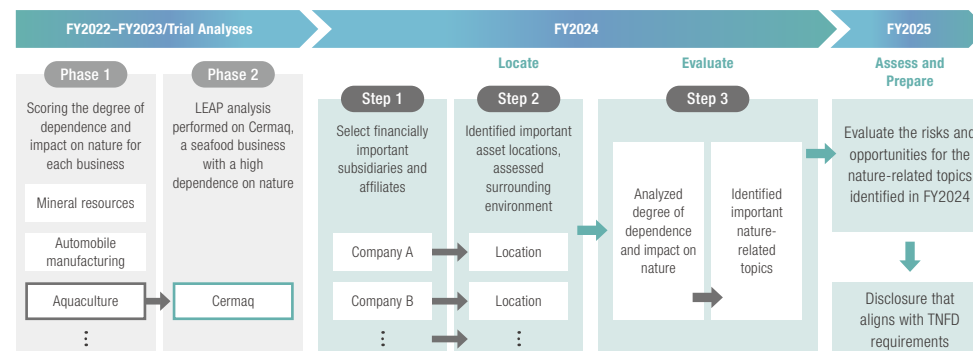 FY2022–FY2023/Trial Analyses
FY2024
FY2025
Phase 1
Scoring the degree of
dependence and
impact on nature for
each business
Mineral resources
Automobile
manufacturing
Aquaculture
Phase 2
LEAP analysis
performed on Cermaq,
a seafood business
with a high
dependence on nature
Cermaq
Step 1
Select financially
important
subsidiaries and
affiliates
Company A
Company B
Locate
Step 2
Identified important
asset locations,
assessed
surrounding
environment
Location
Location
Evaluate
Step 3
Analyzed
degree of
dependence
and impact on
nature
Identified
important
nature-
related
topics
Assess and
Prepare
Evaluate the risks and
opportunities for the
nature-related topics
identified in FY2024
Disclosure that
aligns with TNFD
requirements